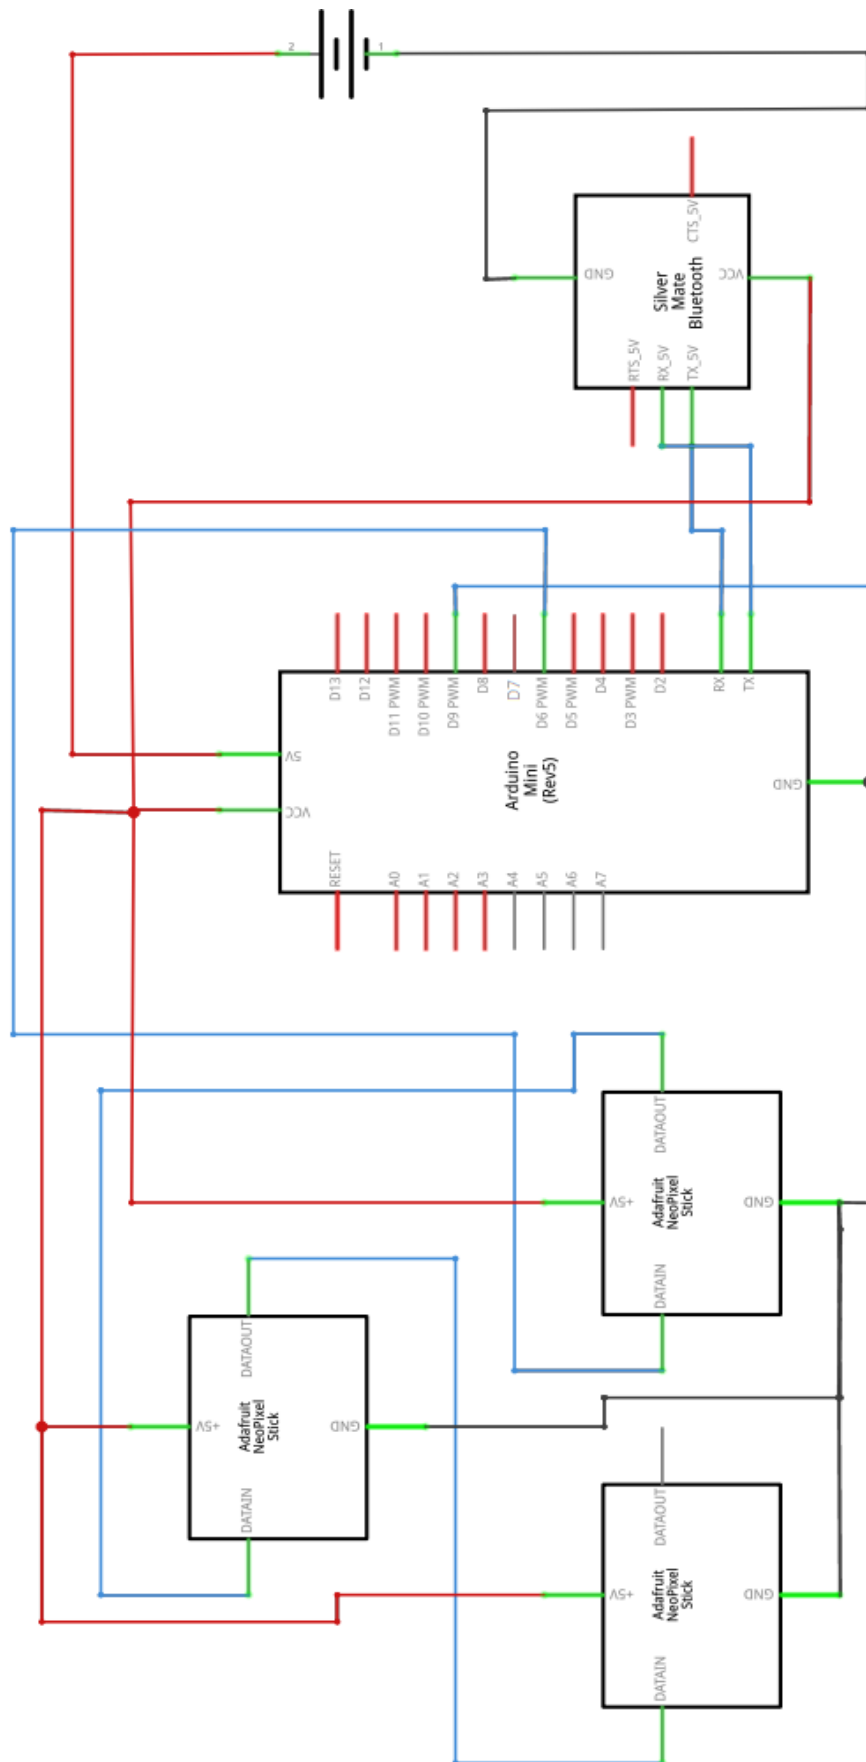 2
1
CTS_5V
GND
VCC
Silver
Mate
Bluetooth
RTS_5V
RX_5V
TX_5V
D13
D12
D11 PWM
D10 PWM
D9 PWM
D8
D7
D6 PWM
D5 PWM
D4
D3 PWM
D2
RX
TX
5V
VCC
Arduino
Mini
(Rev5)
GND
RESET
A0
A1
A2
A3
A4
A5
A6
A7
DATAOUT
+5V
Adafruit
NeoPixel
Stick
GND
DATAIN
DATAOUT
+5V
Adafruit
NeoPixel
Stick
GND
DATAIN
DATAOUT
+5V
Adafruit
NeoPixel
Stick
GND
DATAIN